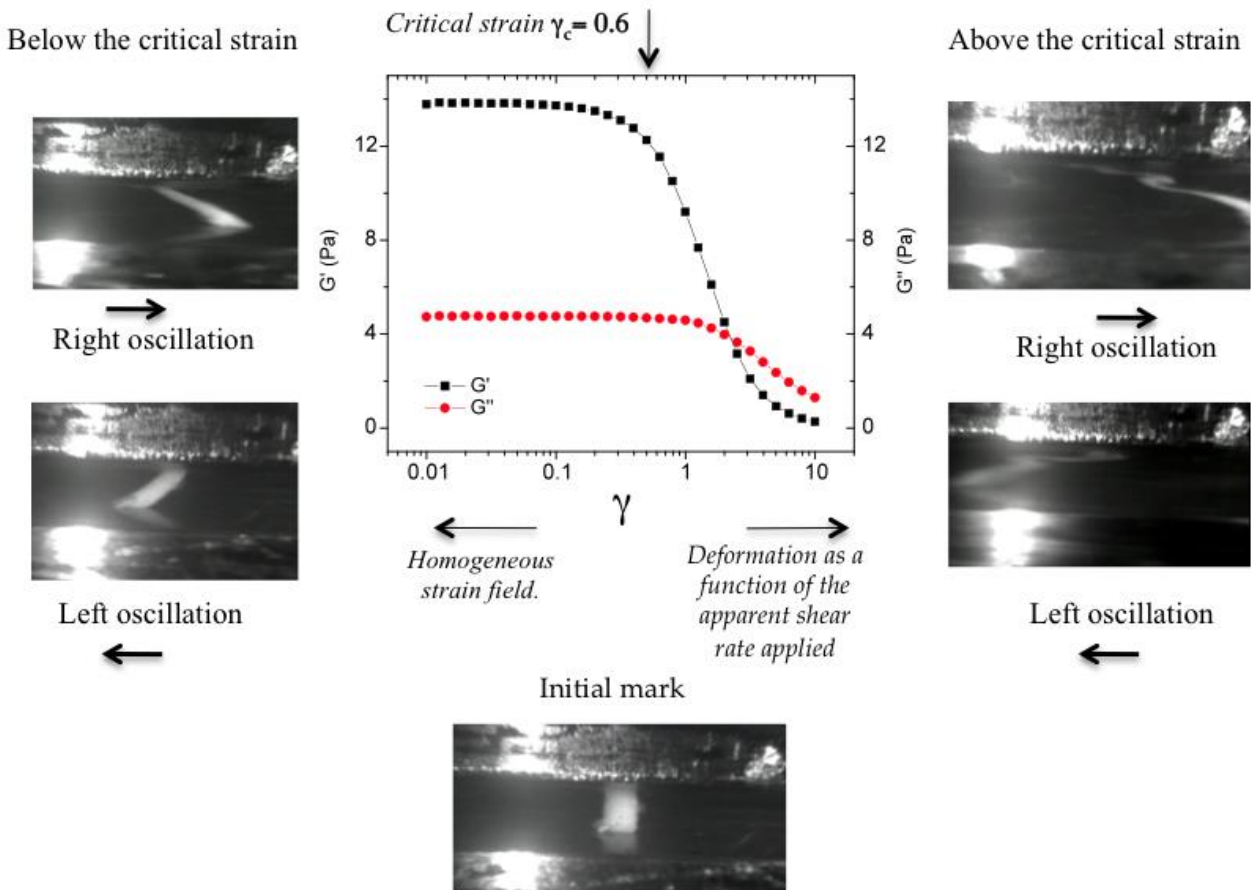 Critical strain γc= 0.6
Below the critical strain
Above the critical strain
12
8
4
0
G' (Pa)
12
8
4
0
G'' (Pa)
G'
G''
0.01
0.1
1
10
γ
Right oscillation
Right oscillation
Homogeneous
strain field.
Deformation as a
function of the
apparent shear
rate applied
Left oscillation
Left oscillation
Initial mark